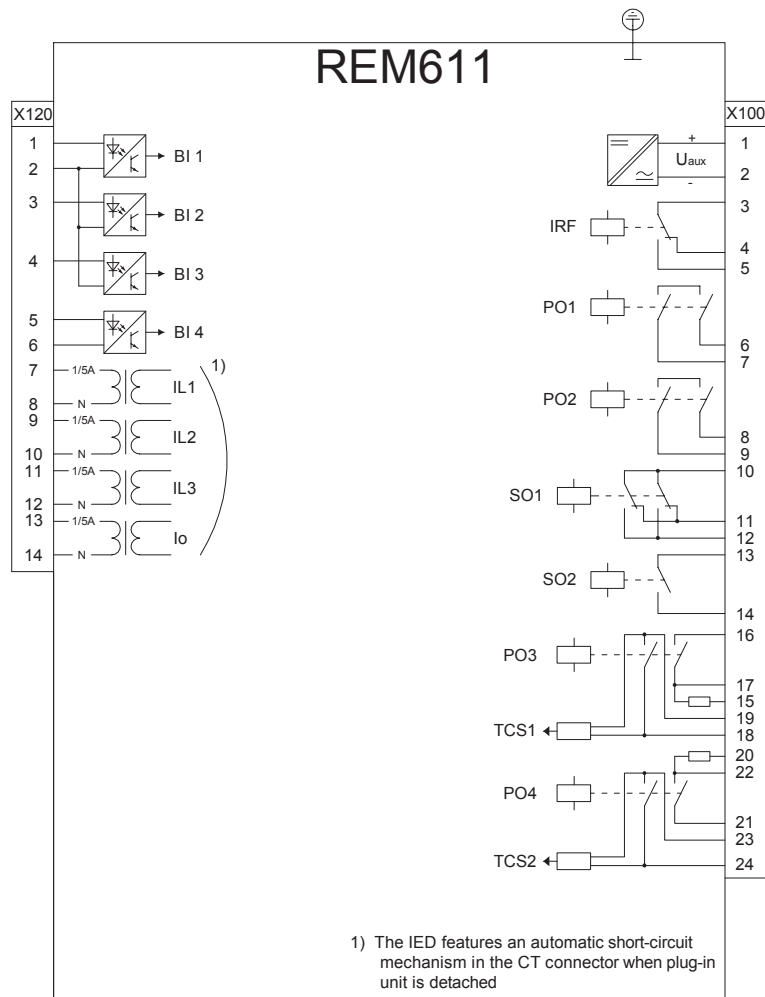 REM611
X120
1
2
3
4
5
6
7
8
9
10
11
12
13
14
BI 1
BI 2
BI 3
BI 4
1/5A
N
1/5A
N
1/5A
N
1/5A
N
IL1
IL2
IL3
Io
1)
X100
+
Uaux
-
1
2
IRF
3
4
5
PO1
6
7
PO2
8
9
SO1
10
11
12
SO2
13
14
PO3
16
17
15
19
18
TCS1
20
22
PO4
21
23
TCS2
24
1) The IED features an automatic short-circuit
mechanism in the CT connector when plug-in
unit is detached